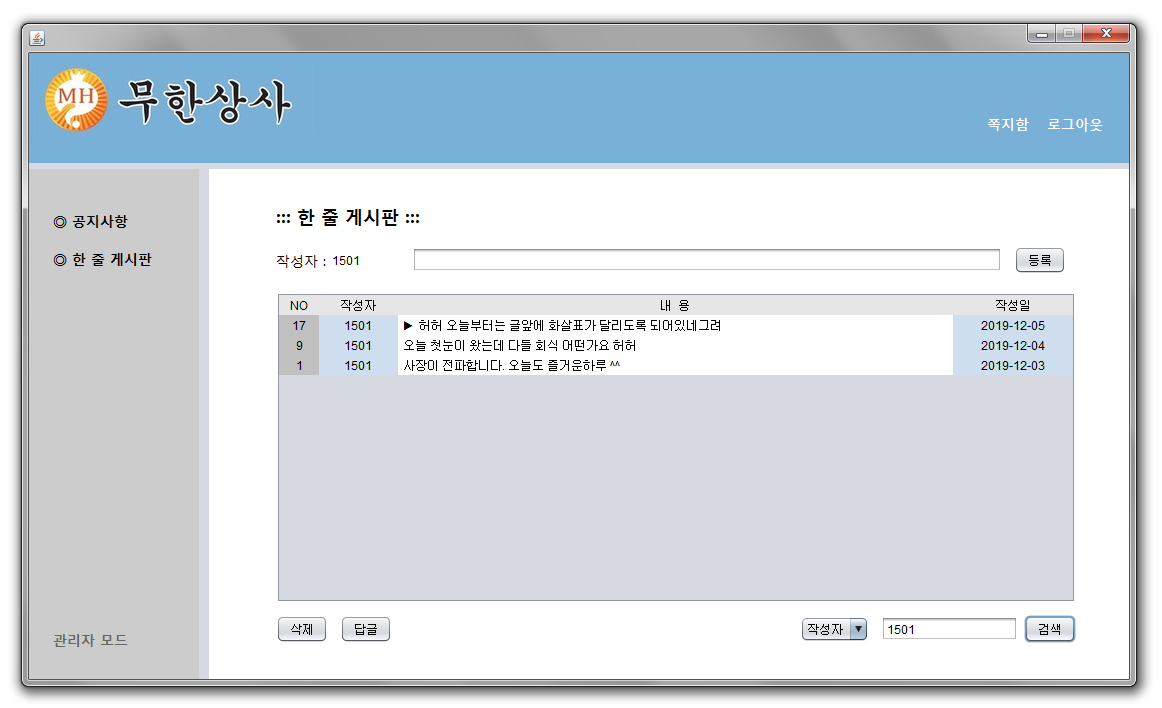 MH 무한상사
쪽지함 로그아웃
◎ 공지사항
◎ 한 줄 게시판
::: 한 줄 게시판 :::
작성자 : 1501 등록
NO 작성자 내 용 작성일
17 1501 ▶ 허허 오늘부터는 글앞에 화살표가 달리도록 되어있네그려 2019-12-05
9 1501 오늘 첫눈이 왔는데 다들 회식 어떤가요 허허 2019-12-04
1 1501 사장이 전파합니다. 오늘도 즐거운하루 ^^ 2019-12-03
삭제 답글 작성자 ▼ 1501 검색
관리자 모드